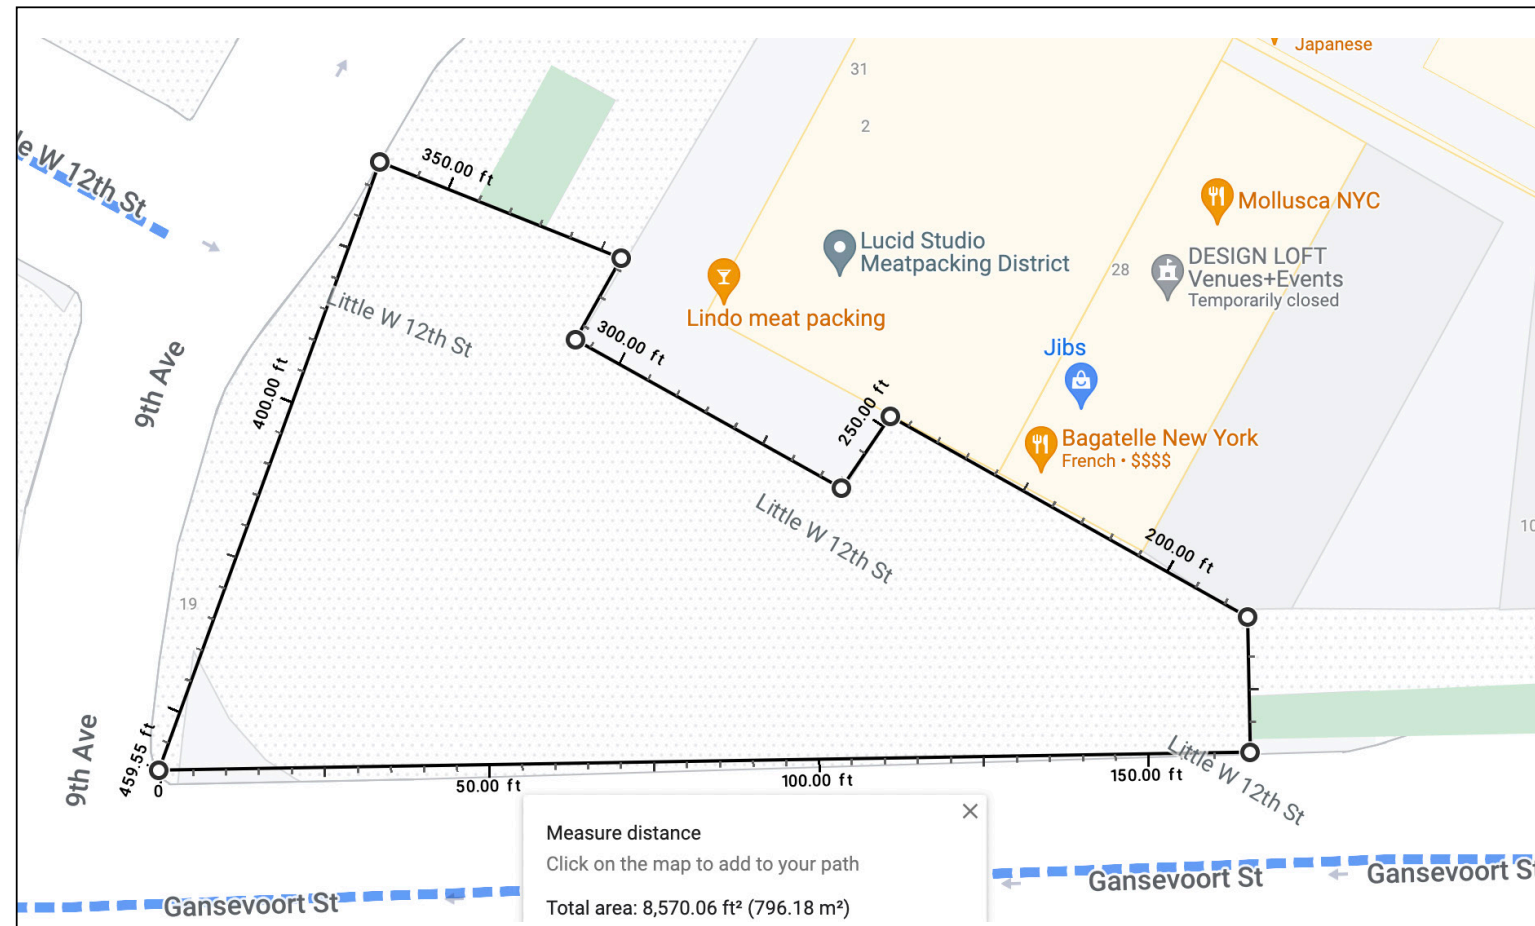 Japanese
31
2
le W 12th St
350.00 ft
Mollusca NYC
Lucid Studio
Meatpacking District
28
DESIGN LOFT
Venues+Events
Temporarily closed
Lindo meat packing
Little W 12th St
300.00 ft
Jibs
9th Ave
400.00 ft
250.00 ft
Bagatelle New York
French • $$$$
Little W 12th St
200.00 ft
10
19
9th Ave
459.55 ft
0
50.00 ft
100.00 ft
150.00 ft
Little W 12th St
Measure distance
Click on the map to add to your path
Total area: 8,570.06 ft² (796.18 m²)
Gansevoort St
Gansevoort St
Gansevoort St